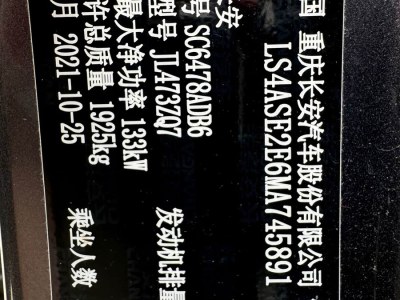 国 重庆长安汽车股份有限公司
LS4ASE2E6MA745891
安
号 SC6478ADB6
型号 JL473ZQ7 发动机排量
最大净功率 133kW
许总质量 1925kg
月 2021-10-25 乘坐人数